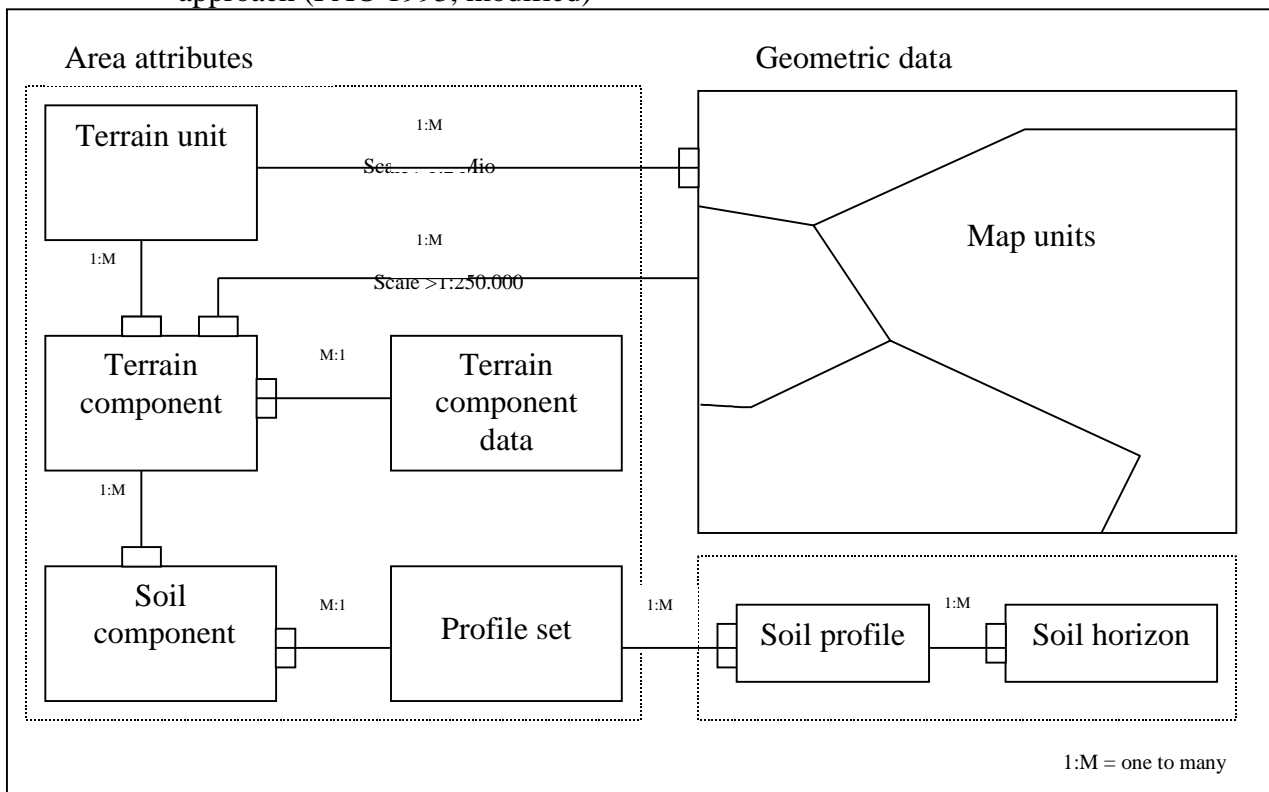 approach (FAO 1995, modified)
Area attributes
Geometric data
Terrain unit
1:M
Mio
1:M
Scale >1:250.000
Map units
1:M
Terrain
component
M:1
Terrain
component
data
1:M
Soil
component
M:1
Profile set
1:M
Soil profile
1:M
Soil horizon
1:M = one to many